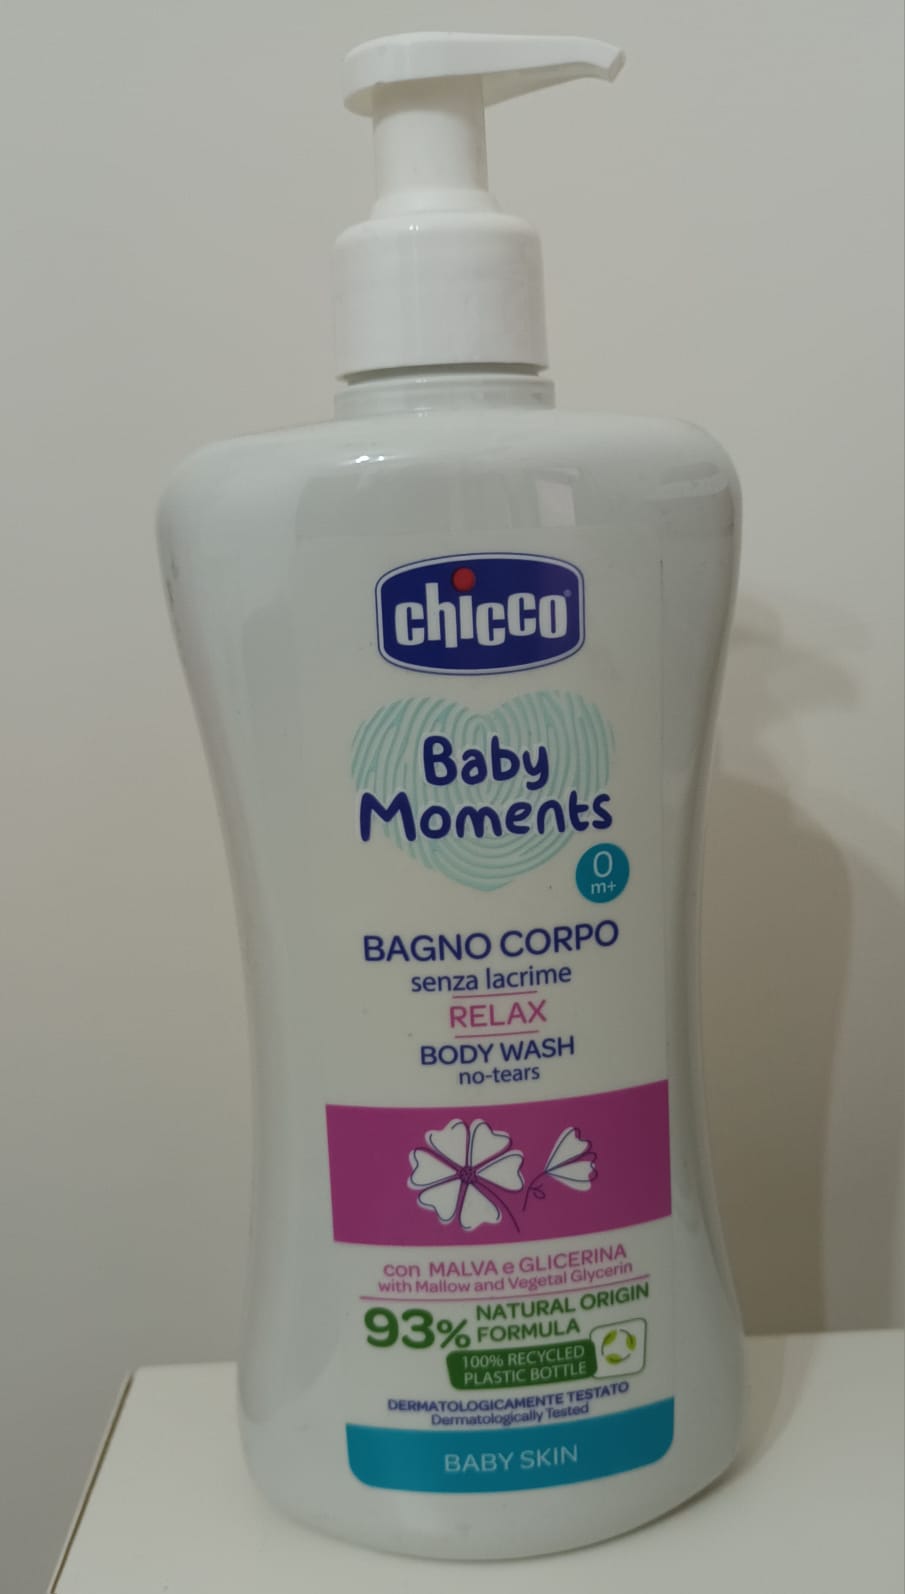 chicco
Baby
Moments
0
m+
BAGNO CORPO
senza lacrime
RELAX
BODY WASH
no-tears
con MALVA e GLICERINA
with Mallow and Vegetal Glycerin
93% NATURAL ORIGIN
FORMULA
100% RECYCLED
PLASTIC BOTTLE
DERMATOLOGICAMENTE TESTATO
Dermatologically Tested
BABY SKIN